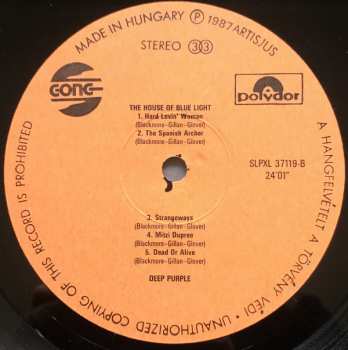 MADE IN HUNGARY Ⓟ 1987 ARTISJUS
STEREO 33
GONG
polydor
THE HOUSE OF BLUE LIGHT
1. Hard Lovin' Woman
(Blackmore-Gillan-Glover)
2. The Spanish Archer
(Blackmore-Gillan-Glover)
SLPXL 37119-B
24'01"
3. Strangeways
(Blackmore-Gillan-Glover)
4. Mitzi Dupree
(Blackmore-Gillan-Glover)
5. Dead Or Alive
(Blackmore-Gillan-Glover)
DEEP PURPLE
A HANGFELVÉTELT A TÖRVÉNY VÉDI • UNAUTHORIZED COPYING OF THIS RECORD IS PROHIBITED